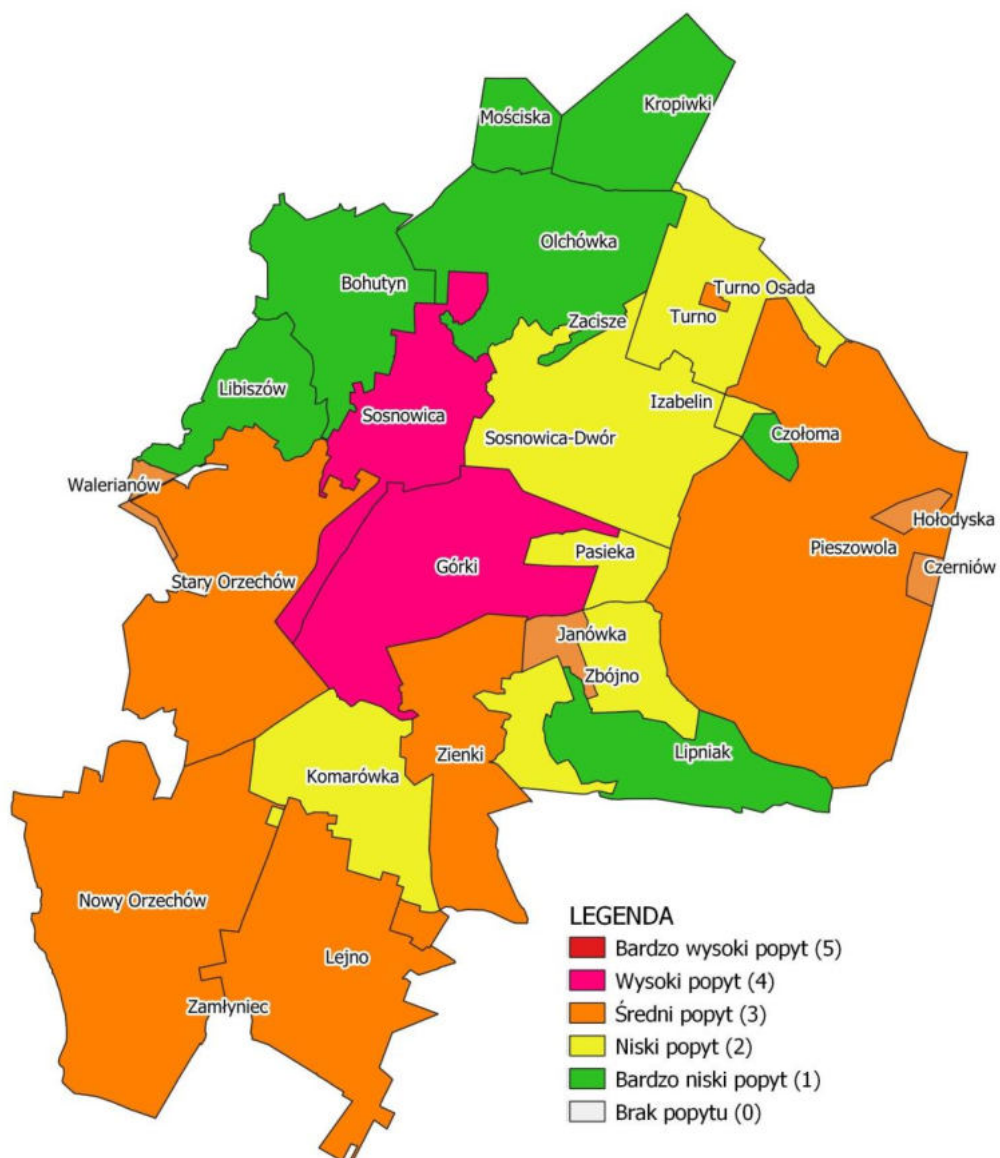 Kropiwki
Mościska
Olchówka
Bohutyn
Turno Osada
Turno
Zacisze
Libiszów
Izabelin
Sosnowica
Sosnowica-Dwór
Czołoma
Walerianów
Hołodyska
Pieszowola
Pasieka
Czerniów
Górki
Stary Orzechów
Janówka
Zbójno
Lipniak
Zienki
Komarówka
Nowy Orzechów
Lejno
Zamłyniec
LEGENDA
Bardzo wysoki popyt (5)
Wysoki popyt (4)
Średni popyt (3)
Niski popyt (2)
Bardzo niski popyt (1)
Brak popytu (0)